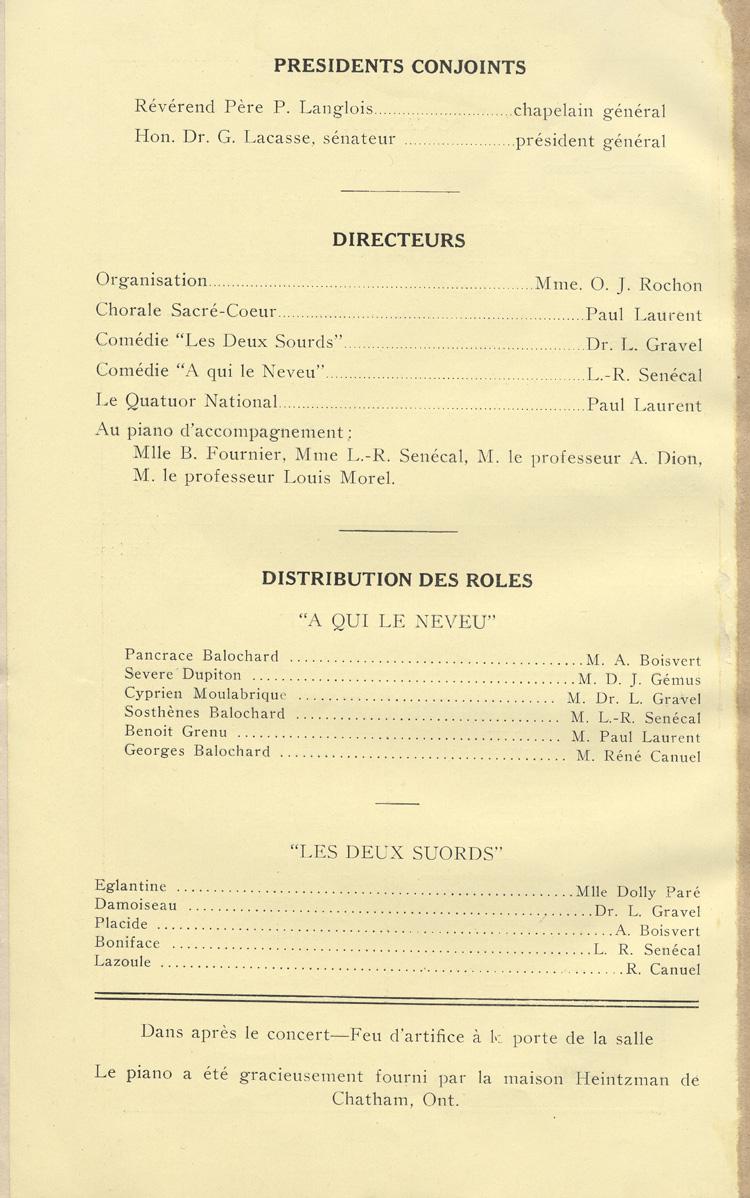 PRESIDENTS CONJOINTS
Révérend Père P. Langlois............................chapelain général
Hon. Dr. G. Lacasse, sénateur ......................président général
DIRECTEURS
Organisation................................................................Mme. O. J. Rochon
Chorale Sacré-Coeur.............................................................Paul Laurent
Comédie “Les Deux Sourds”................................................Dr. L. Gravel
Comédie “A qui le Neveu”....................................................L.-R. Senécal
Le Quatuor National.............................................................Paul Laurent
Au piano d’accompagnement :
Mlle B. Fournier, Mme L.-R. Senécal, M. le professeur A. Dion,
M. le professeur Louis Morel.
DISTRIBUTION DES ROLES
“A QUI LE NEVEU”
Pancrace Balochard ........................................M. A. Boisvert
Severe Dupiton ............................................M. D. J. Gémus
Cyprien Moulabrique ................................... M. Dr. L. Gravel
Sosthènes Balochard .................................... M. L.-R. Senécal
Benoit Grenu ............................................ M. Paul Laurent
Georges Balochard ....................................... M. Réné Canuel
“LES DEUX SUORDS”
Eglantine ......................................................Mlle Dolly Paré
Damoiseau .......................................................Dr. L. Gravel
Placide ..............................................................A. Boisvert
Boniface .........................................................L. R. Senécal
Lazoule ...............................................................R. Canuel
Dans après le concert—Feu d’artifice à porte de la salle
Le piano a été gracieusement fourni par la maison Heintzman de
Chatham, Ont.